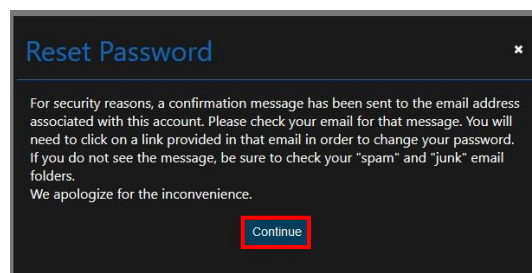 Reset Password
×
For security reasons, a confirmation message has been sent to the email address
associated with this account. Please check your email for that message. You will
need to click on a link provided in that email in order to change your password.
If you do not see the message, be sure to check your "spam" and "junk" email
folders.
We apologize for the inconvenience.
Continue